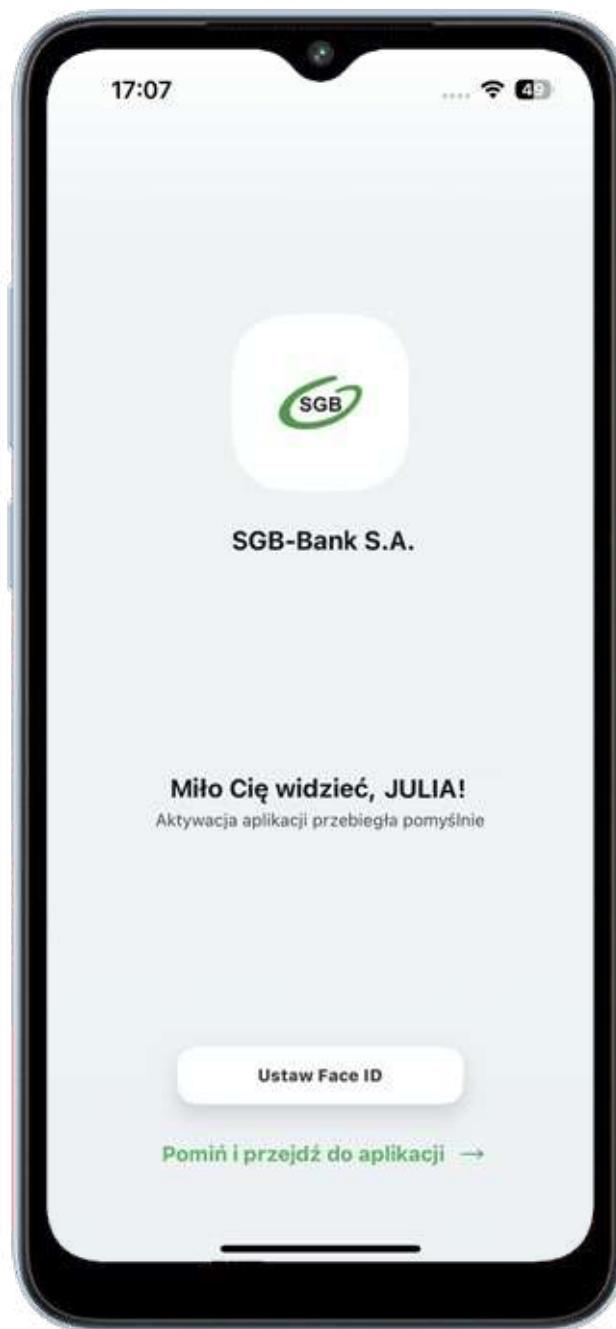 17:07
49
SGB
SGB-Bank S.A.
Miło Cię widzieć, JULIA!
Aktywacja aplikacji przebiegła pomyślnie
Ustaw Face ID
Pomiń i przejdź do aplikacji →